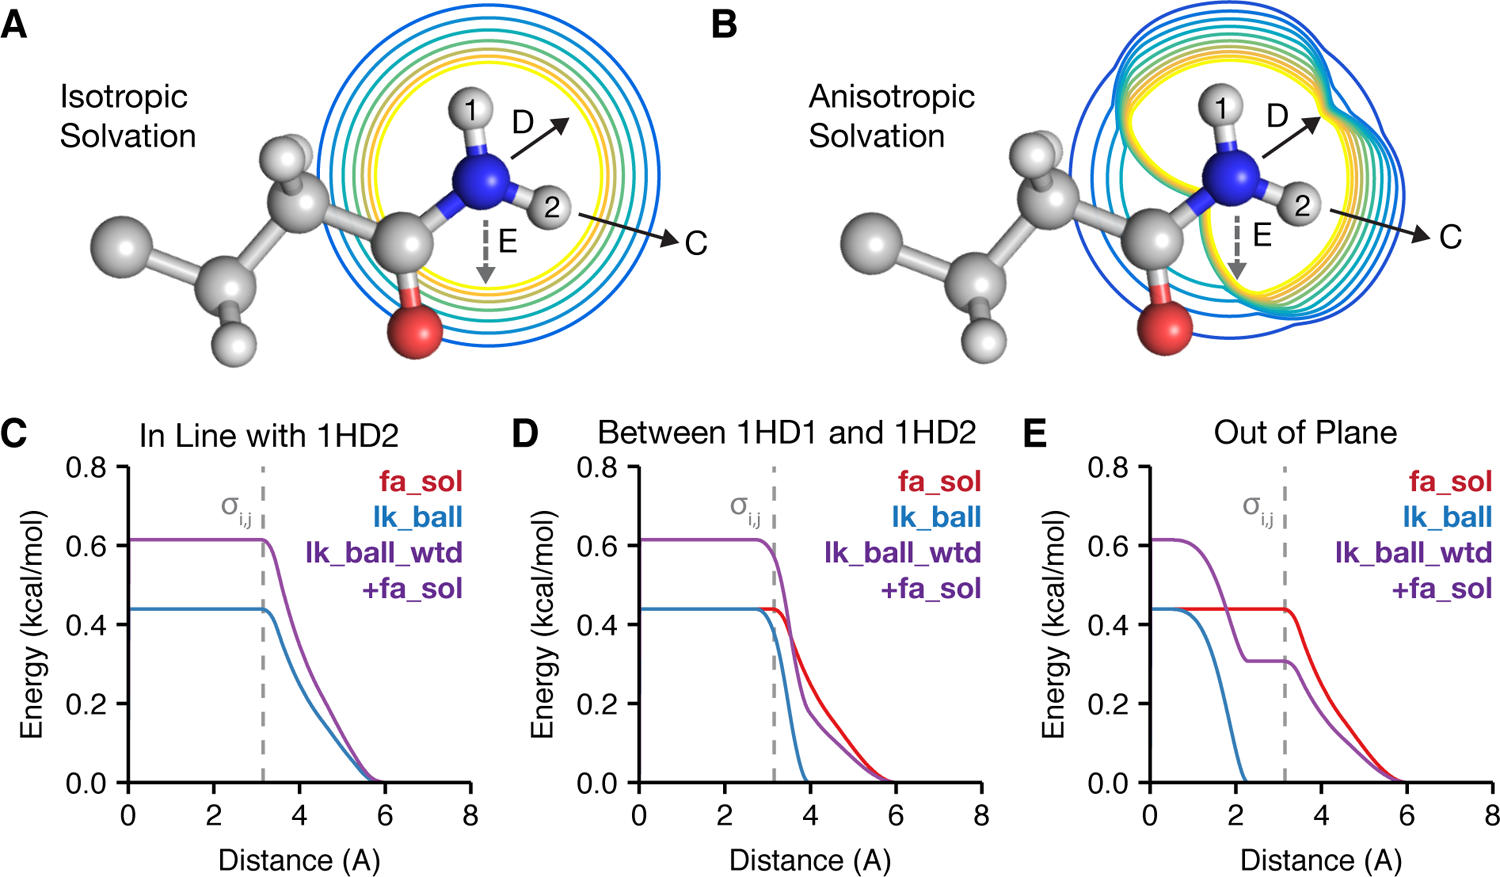 A
Isotropic
Solvation
1
D
2
E
C
B
Anisotropic
Solvation
1
D
2
E
C
C
In Line with 1HD2
Energy (kcal/mol)
0.8
0.6
0.4
0.2
0.0
σi,j
fa_sol
lk_ball
lk_ball_wtd
+fa_sol
0 2 4 6 8
Distance (A)
D
Between 1HD1 and 1HD2
Energy (kcal/mol)
0.8
0.6
0.4
0.2
0.0
σi,j
fa_sol
lk_ball
lk_ball_wtd
+fa_sol
0 2 4 6 8
Distance (A)
E
Out of Plane
Energy (kcal/mol)
0.8
0.6
0.4
0.2
0.0
σi,j
fa_sol
lk_ball
lk_ball_wtd
+fa_sol
0 2 4 6 8
Distance (A)